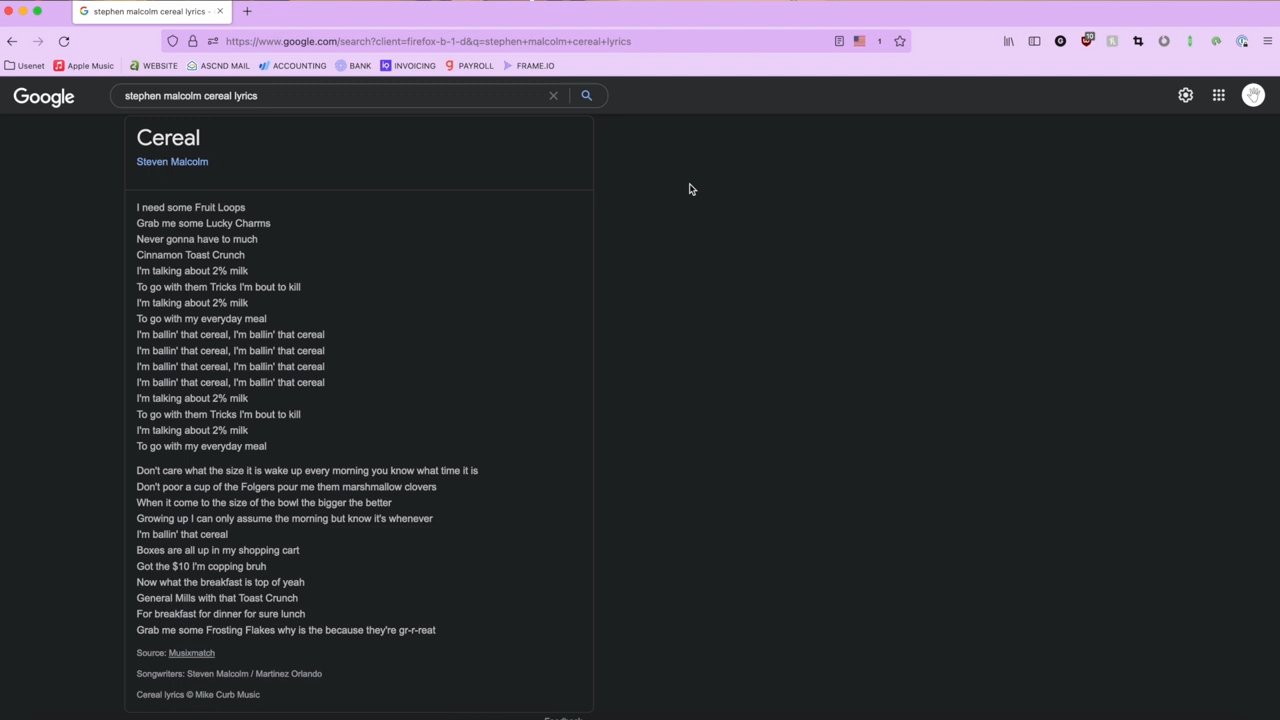 stephen malcolm cereal lyrics -
https://www.google.com/search?client=firefox-b-1-d&q=stephen+malcolm+cereal+lyrics
1
10
Usenet Apple Music WEBSITE ASCND MAIL ACCOUNTING BANK INVOICING PAYROLL FRAME.IO
Google
stephen malcolm cereal lyrics
Cereal
Steven Malcolm
I need some Fruit Loops
Grab me some Lucky Charms
Never gonna have to much
Cinnamon Toast Crunch
I'm talking about 2% milk
To go with them Tricks I'm bout to kill
I'm talking about 2% milk
To go with my everyday meal
I'm ballin' that cereal, I'm ballin' that cereal
I'm ballin' that cereal, I'm ballin' that cereal
I'm ballin' that cereal, I'm ballin' that cereal
I'm ballin' that cereal, I'm ballin' that cereal
I'm talking about 2% milk
To go with them Tricks I'm bout to kill
I'm talking about 2% milk
To go with my everyday meal
Don't care what the size it is wake up every morning you know what time it is
Don't poor a cup of the Folgers pour me them marshmallow clovers
When it come to the size of the bowl the bigger the better
Growing up I can only assume the morning but know it's whenever
I'm ballin' that cereal
Boxes are all up in my shopping cart
Got the $10 I'm copping bruh
Now what the breakfast is top of yeah
General Mills with that Toast Crunch
For breakfast for dinner for sure lunch
Grab me some Frosting Flakes why is the because they're gr-r-reat
Source: Musixmatch
Songwriters: Steven Malcolm / Martinez Orlando
Cereal lyrics © Mike Curb Music